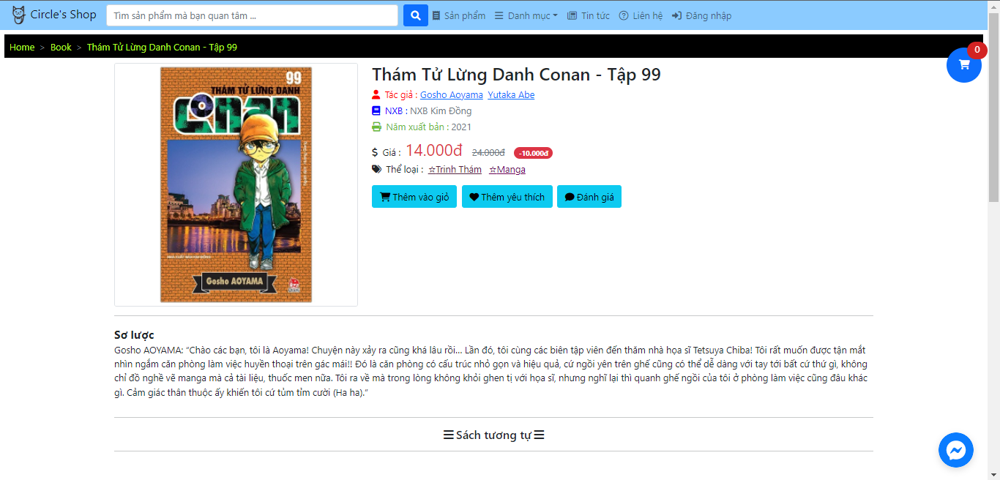 Circle's Shop
Tìm sản phẩm mà bạn quan tâm ...
Sản phẩm
Danh mục
Tin tức
Liên hệ
Đăng nhập
Home > Book > Thám Tử Lừng Danh Conan - Tập 99
0
99
THÁM TỬ LỪNG DANH
Conan
Gosho AOYAMA
Thám Tử Lừng Danh Conan - Tập 99
Tác giả : Gosho Aoyama Yutaka Abe
NXB : NXB Kim Đồng
Năm xuất bản : 2021
Giá : 14.000đ 24.000đ -10.000đ
Thể loại : ☆Trinh Thám ☆Manga
Thêm vào giỏ
Thêm yêu thích
Đánh giá
Sơ lược
Gosho AOYAMA: “Chào các bạn, tôi là Aoyama! Chuyện này xảy ra cũng khá lâu rồi... Lần đó, tôi cùng các biên tập viên đến thăm nhà họa sĩ Tetsuya Chiba! Tôi rất muốn được tận mắt
nhìn ngắm căn phòng làm việc huyền thoại trên gác mái!! Đó là căn phòng có cấu trúc nhỏ gọn và hiệu quả, cứ ngồi yên trên ghế cũng có thể dễ dàng với tay tới bất cứ thứ gì, không
chỉ đồ nghề vẽ manga mà cả tài liệu, thuốc men nữa. Tôi ra về mà trong lòng không khỏi ghen tị với họa sĩ, nhưng nghĩ lại thì quanh ghế ngồi của tôi ở phòng làm việc cũng đâu khác
gì. Cảm giác thân thuộc ấy khiến tôi cứ tủm tỉm cười (Ha ha).”
Sách tương tự